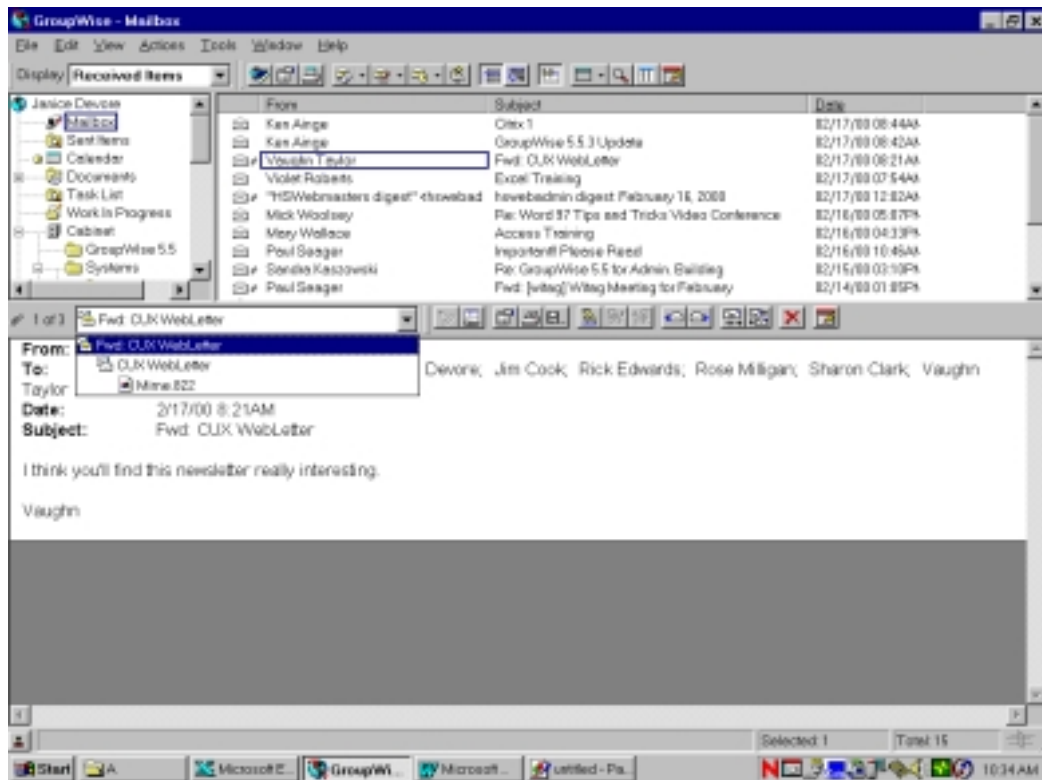 GroupWise - Mailbox
File Edit View Actions Tools Window Help
Display Received Items
Janice Devore
Mailbox
Sent Items
Calendar
Documents
Task List
Work In Progress
Cabinet
GroupWise 5.5
Systems
From Subject Date
Ken Ainge Citrix 1 02/17/00 08:44AM
Ken Ainge GroupWise 5.5.3 Update 02/17/00 08:42AM
Vaughn Taylor Fwd: CUX WebLetter 02/17/00 08:21AM
Violet Roberts Excel Training 02/17/00 07:54AM
"HSWebmasters digest" <hswebad hswebadmin digest February 16, 2000 02/17/00 12:02AM
Mick Woolsey Re: Word 97 Tips and Tricks Video Conference 02/16/00 05:07PM
Mary Wallace Access Training 02/16/00 04:33PM
Paul Seager Important! Please Read 02/16/00 10:46AM
Sandra Kaszowski Re: GroupWise 5.5 for Admin. Building 02/15/00 03:10PM
Paul Seager Fwd: [witag] Witag Meeting for February 02/14/00 01:05PM
1 of 3 Fwd: CUX WebLetter
Fwd: CUX WebLetter
CUX WebLetter
Mime.822
From:
To: Devore; Jim Cook; Rick Edwards; Rose Milligan; Sharon Clark; Vaughn
Taylor
Date: 2/17/00 8:21AM
Subject: Fwd: CUX WebLetter
I think you'll find this newsletter really interesting.
Vaughn
Selected: 1 Total: 15
Start A Microsoft E... GroupWi... Microsoft ... untitled - Pa... 10:34 AM